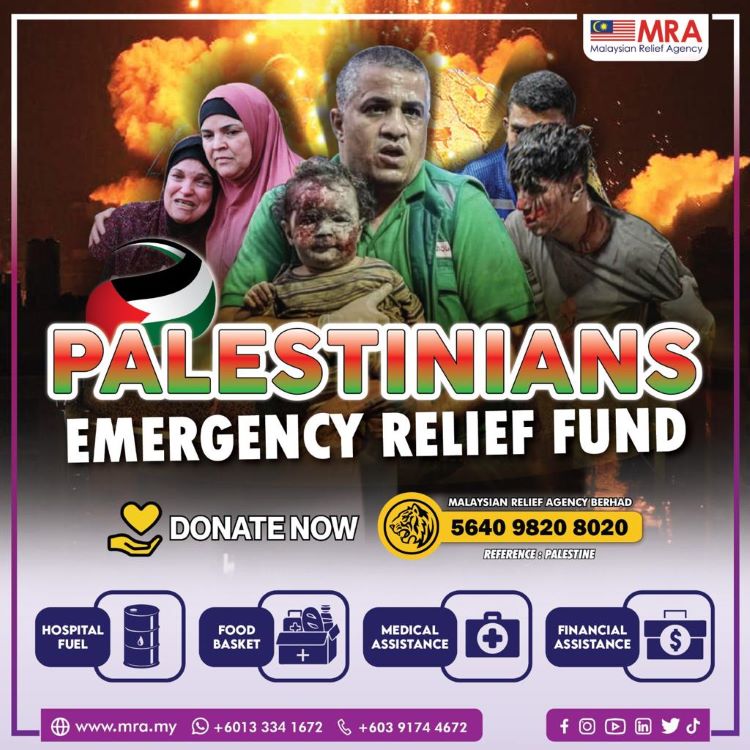 MRA
Malaysian Relief Agency
PALESTINIANS
EMERGENCY RELIEF FUND
DONATE NOW
MALAYSIAN RELIEF AGENCY BERHAD
5640 9820 8020
REFERENCE : PALESTINE
HOSPITAL
FUEL
FOOD
BASKET
MEDICAL
ASSISTANCE
FINANCIAL
ASSISTANCE
www.mra.my +6013 334 1672 +603 9174 4672